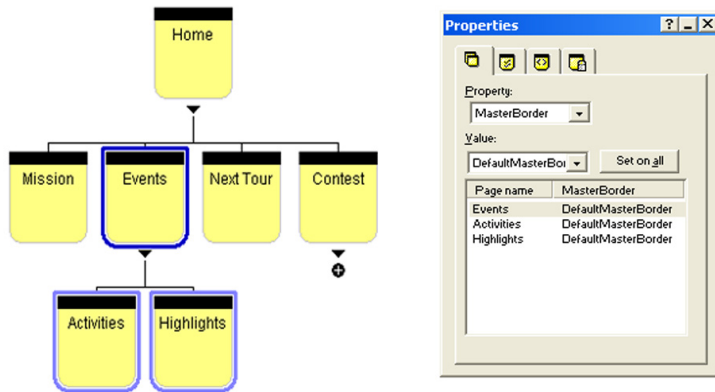 Home
Mission
Events
Next Tour
Contest
Activities
Highlights
Properties
Property:
MasterBorder
Value:
DefaultMasterBor
Set on all
Page name MasterBorder
Events DefaultMasterBorder
Activities DefaultMasterBorder
Highlights DefaultMasterBorder